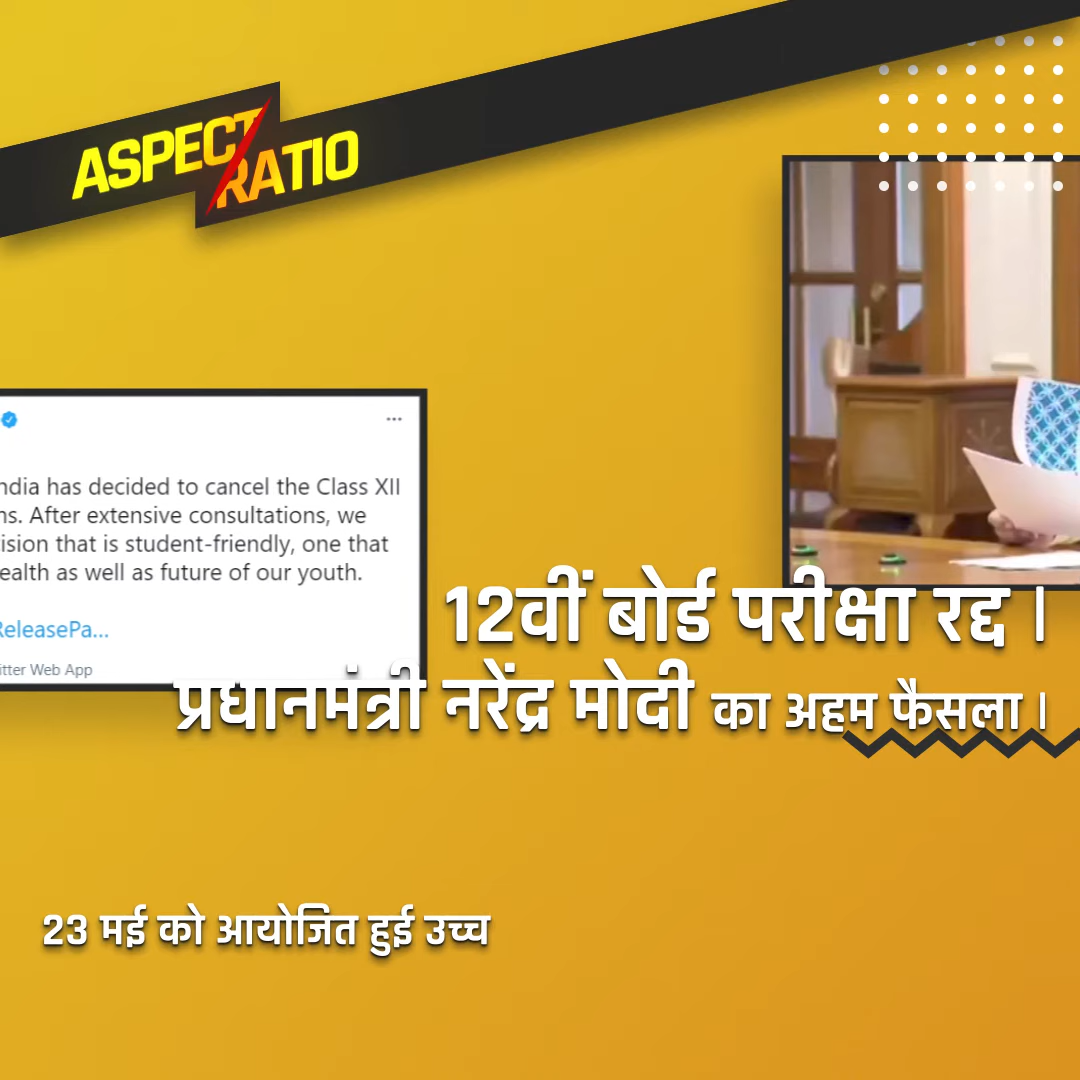 ASPECT
RATIO
ndia has decided to cancel the Class XII
ns. After extensive consultations, we
ision that is student-friendly, one that
ealth as well as future of our youth.
ReleasePa...
itter Web App
12वीं बोर्ड परीक्षा रद्द ।
प्रधानमंत्री नरेंद्र मोदी का अहम फैसला ।
23 मई को आयोजित हुई उच्च